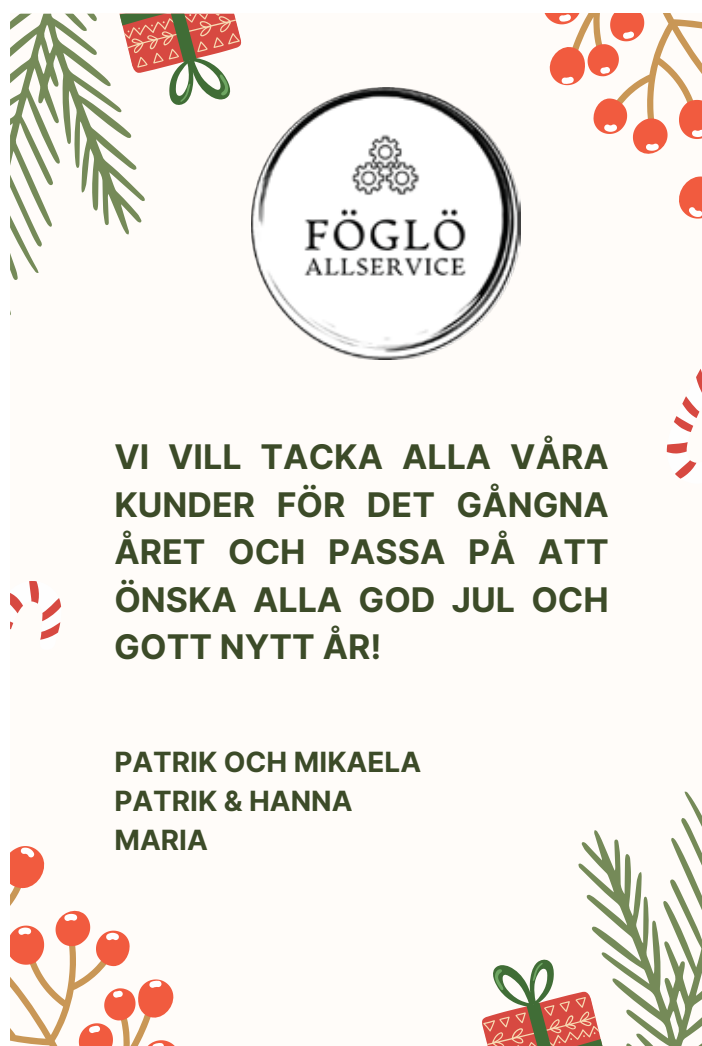 FÖGLÖ
ALLSERVICE
VI VILL TACKA ALLA VÅRA
KUNDER FÖR DET GÅNGNA
ÅRET OCH PASSA PÅ ATT
ÖNSKA ALLA GOD JUL OCH
GOTT NYTT ÅR!
PATRIK OCH MIKAELA
PATRIK & HANNA
MARIA